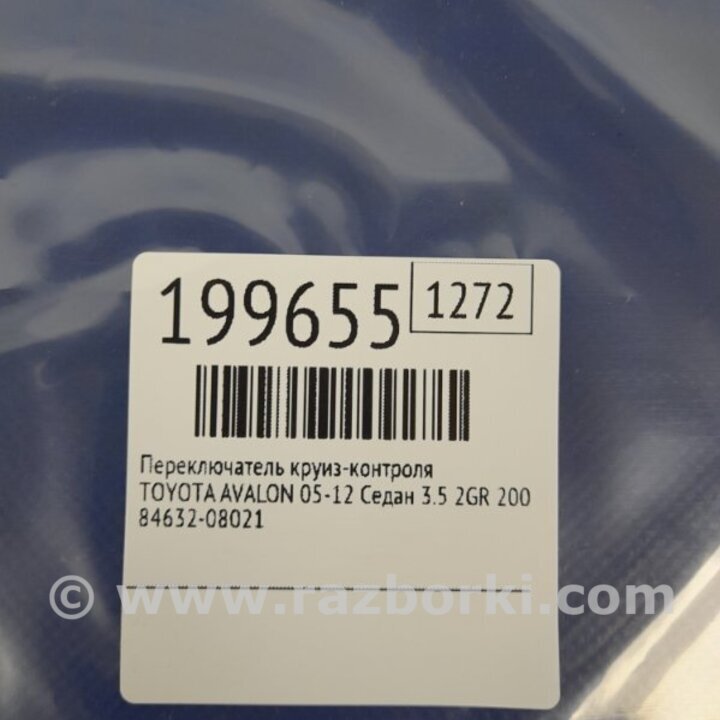 199655
1272
Переключатель круиз-контроля
TOYOTA AVALON 05-12 Седан 3.5 2GR 200
84632-08021
© www.razborki.com